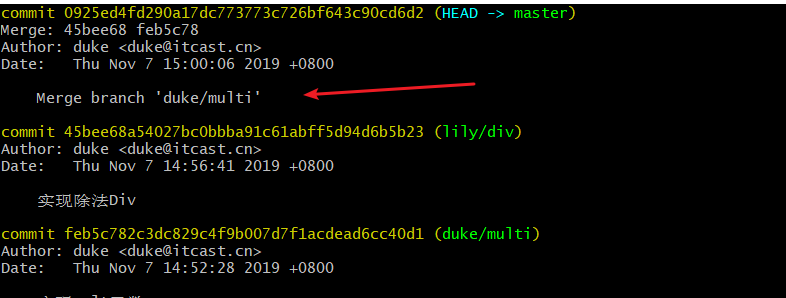 commit 0925ed4fd290a17dc773773c726bf643c90cd6d2 (HEAD -> master)
Merge: 45bee68 feb5c78
Author: duke <duke@itcast.cn>
Date:   Thu Nov 7 15:00:06 2019 +0800
Merge branch 'duke/multi'
commit 45bee68a54027bc0bbba91c61abff5d94d6b5b23 (lily/div)
Author: duke <duke@itcast.cn>
Date:   Thu Nov 7 14:56:41 2019 +0800
实现除法Div
commit feb5c782c3dc829c4f9b007d7f1acdead6cc40d1 (duke/multi)
Author: duke <duke@itcast.cn>
Date:   Thu Nov 7 14:52:28 2019 +0800